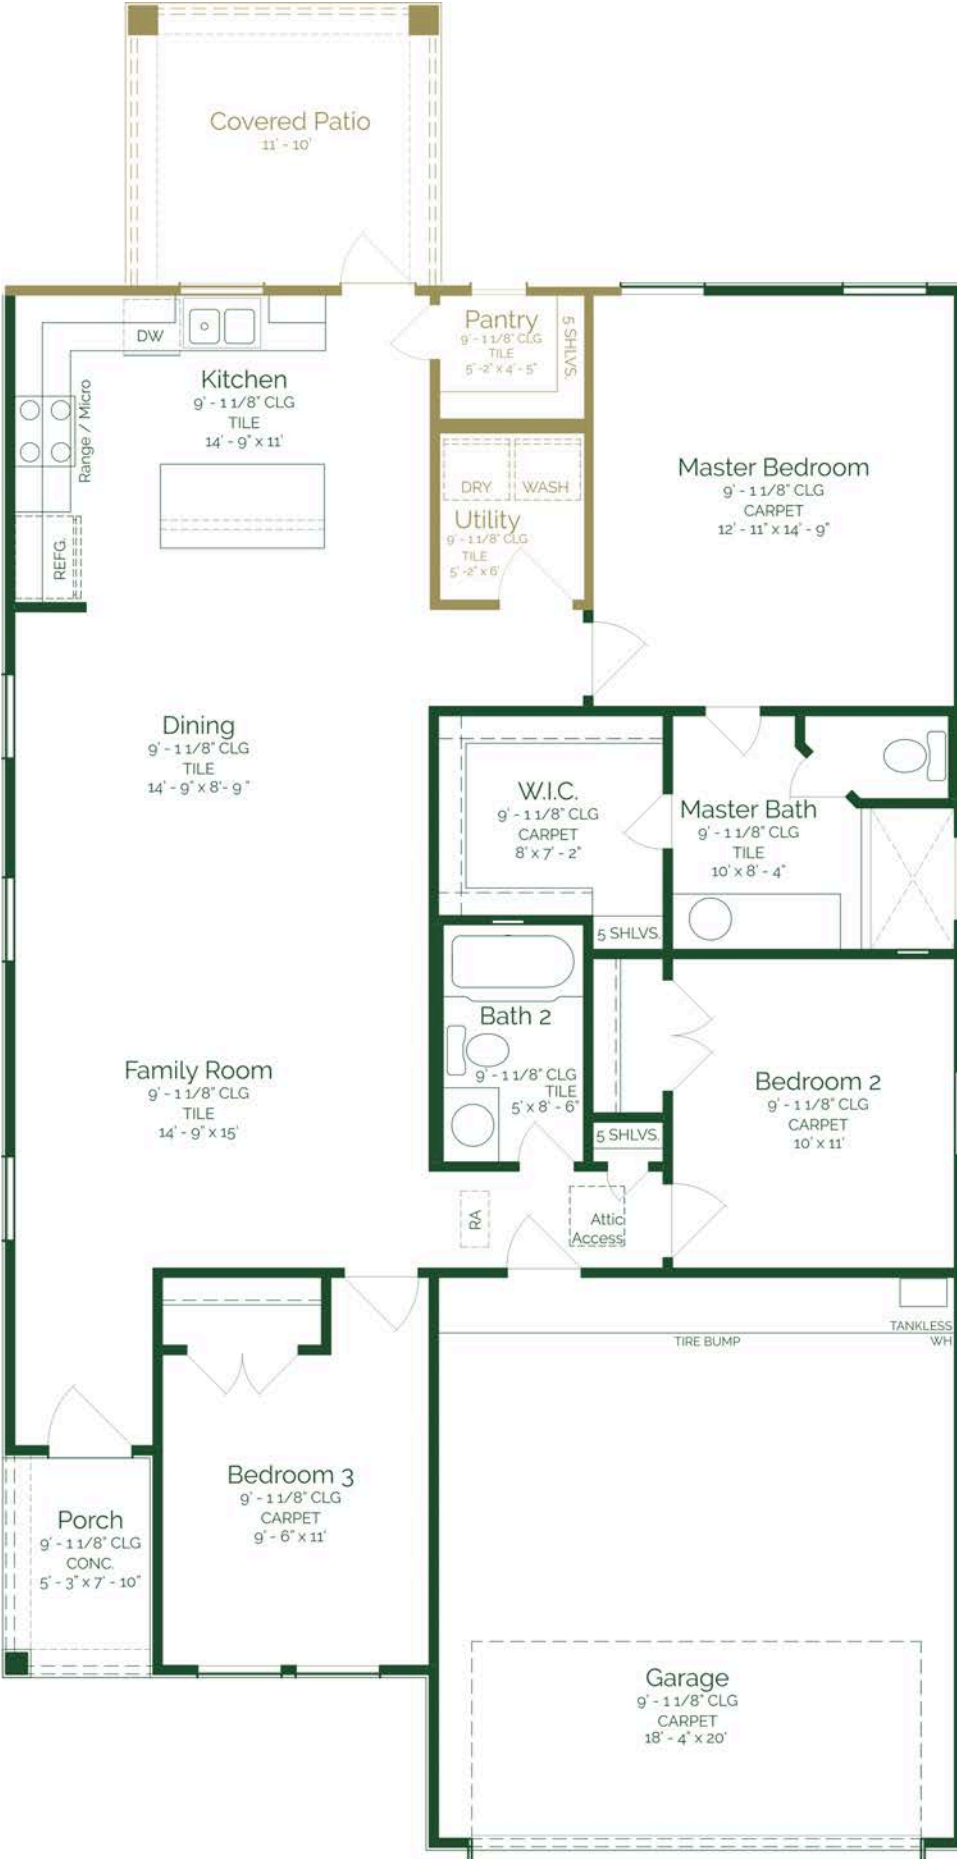 Covered Patio
11' - 10'
Pantry
9' - 1 1/8" CLG
TILE
5' -2" x 4' - 5"
5 SHLVS.
DW
Kitchen
9' - 1 1/8" CLG
TILE
14' - 9" x 11'
Range / Micro
REFG.
DRY
WASH
Utility
9' - 1 1/8" CLG
TILE
5' -2" x 6'
Master Bedroom
9' - 1 1/8" CLG
CARPET
12' - 11" x 14' - 9"
Dining
9' - 1 1/8" CLG
TILE
14' - 9" x 8'- 9 "
W.I.C.
9' - 1 1/8" CLG
CARPET
8' x 7' - 2"
5 SHLVS.
Master Bath
9' - 1 1/8" CLG
TILE
10' x 8' - 4"
Bath 2
9' - 1 1/8" CLG
TILE
5' x 8' - 6"
5 SHLVS.
Family Room
9' - 1 1/8" CLG
TILE
14' - 9" x 15'
Bedroom 2
9' - 1 1/8" CLG
CARPET
10' x 11'
RA
Attic
Access
TANKLESS
WH
TIRE BUMP
Bedroom 3
9' - 1 1/8" CLG
CARPET
9' - 6" x 11'
Porch
9' - 1 1/8" CLG
CONC.
5' - 3" x 7' - 10"
Garage
9' - 1 1/8" CLG
CARPET
18' - 4" x 20'